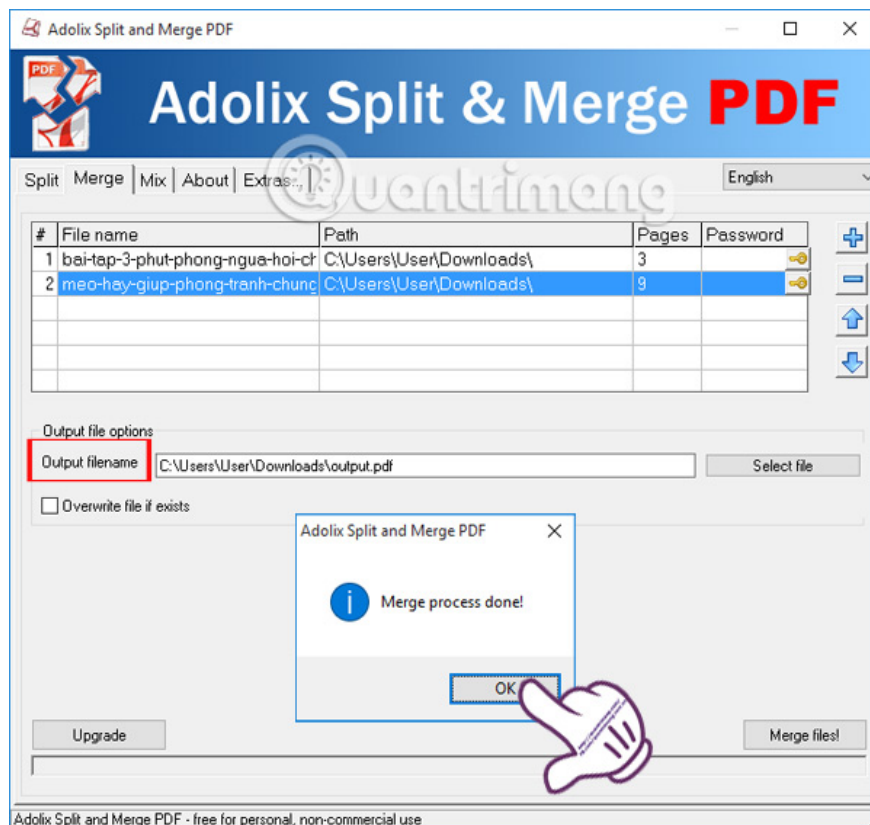 Adolix Split and Merge PDF
PDF
Adolix Split & Merge PDF
Split Merge Mix About Extras... English
Quantrimang
# File name Path Pages Password
1 bai-tap-3-phut-phong-ngua-hoi-ch C:\Users\User\Downloads\ 3
2 meo-hay-giup-phong-tranh-chung C:\Users\User\Downloads\ 9
Output file options
Output filename C:\Users\User\Downloads\output.pdf Select file
Overwrite file if exists
Adolix Split and Merge PDF
Merge process done!
OK
Upgrade Merge files!
Adolix Split and Merge PDF - free for personal, non-commercial use